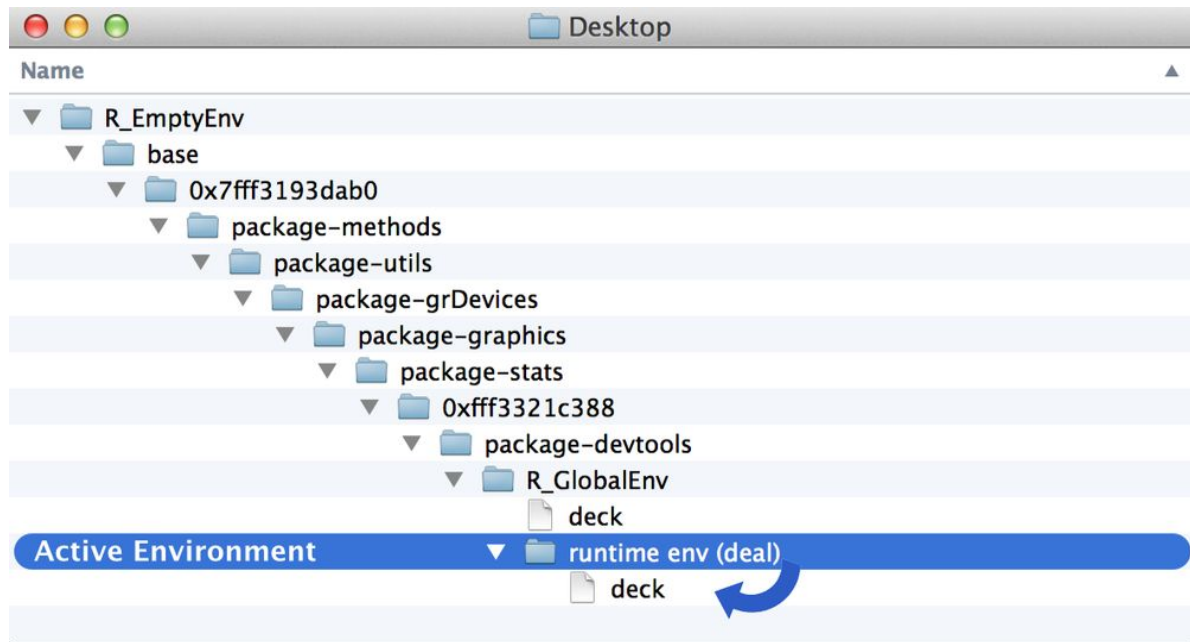 Desktop
Name
R_EmptyEnv
base
0x7fff3193dab0
package-methods
package-utils
package-grDevices
package-graphics
package-stats
0xfff3321c388
package-devtools
R_GlobalEnv
deck
Active Environment runtime env (deal)
deck